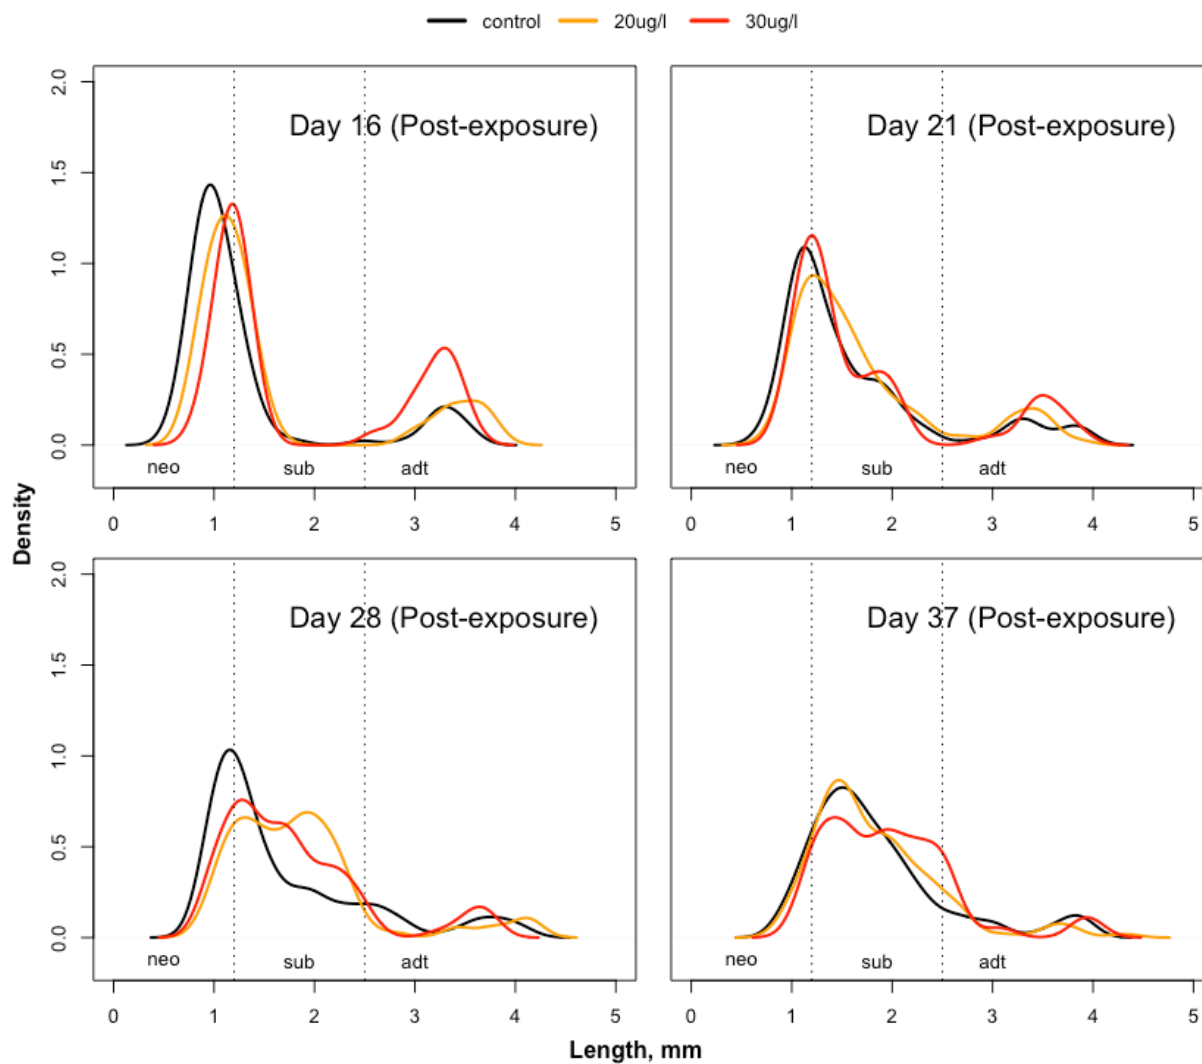 control 20ug/l 30ug/l
Day 16 (Post-exposure)
Day 21 (Post-exposure)
2.0
1.5
1.0
0.5
0.0
neo sub adt
neo sub adt
0 1 2 3 4 5
0 1 2 3 4 5
Density
Day 28 (Post-exposure)
Day 37 (Post-exposure)
2.0
1.5
1.0
0.5
0.0
neo sub adt
neo sub adt
0 1 2 3 4 5
0 1 2 3 4 5
Length, mm